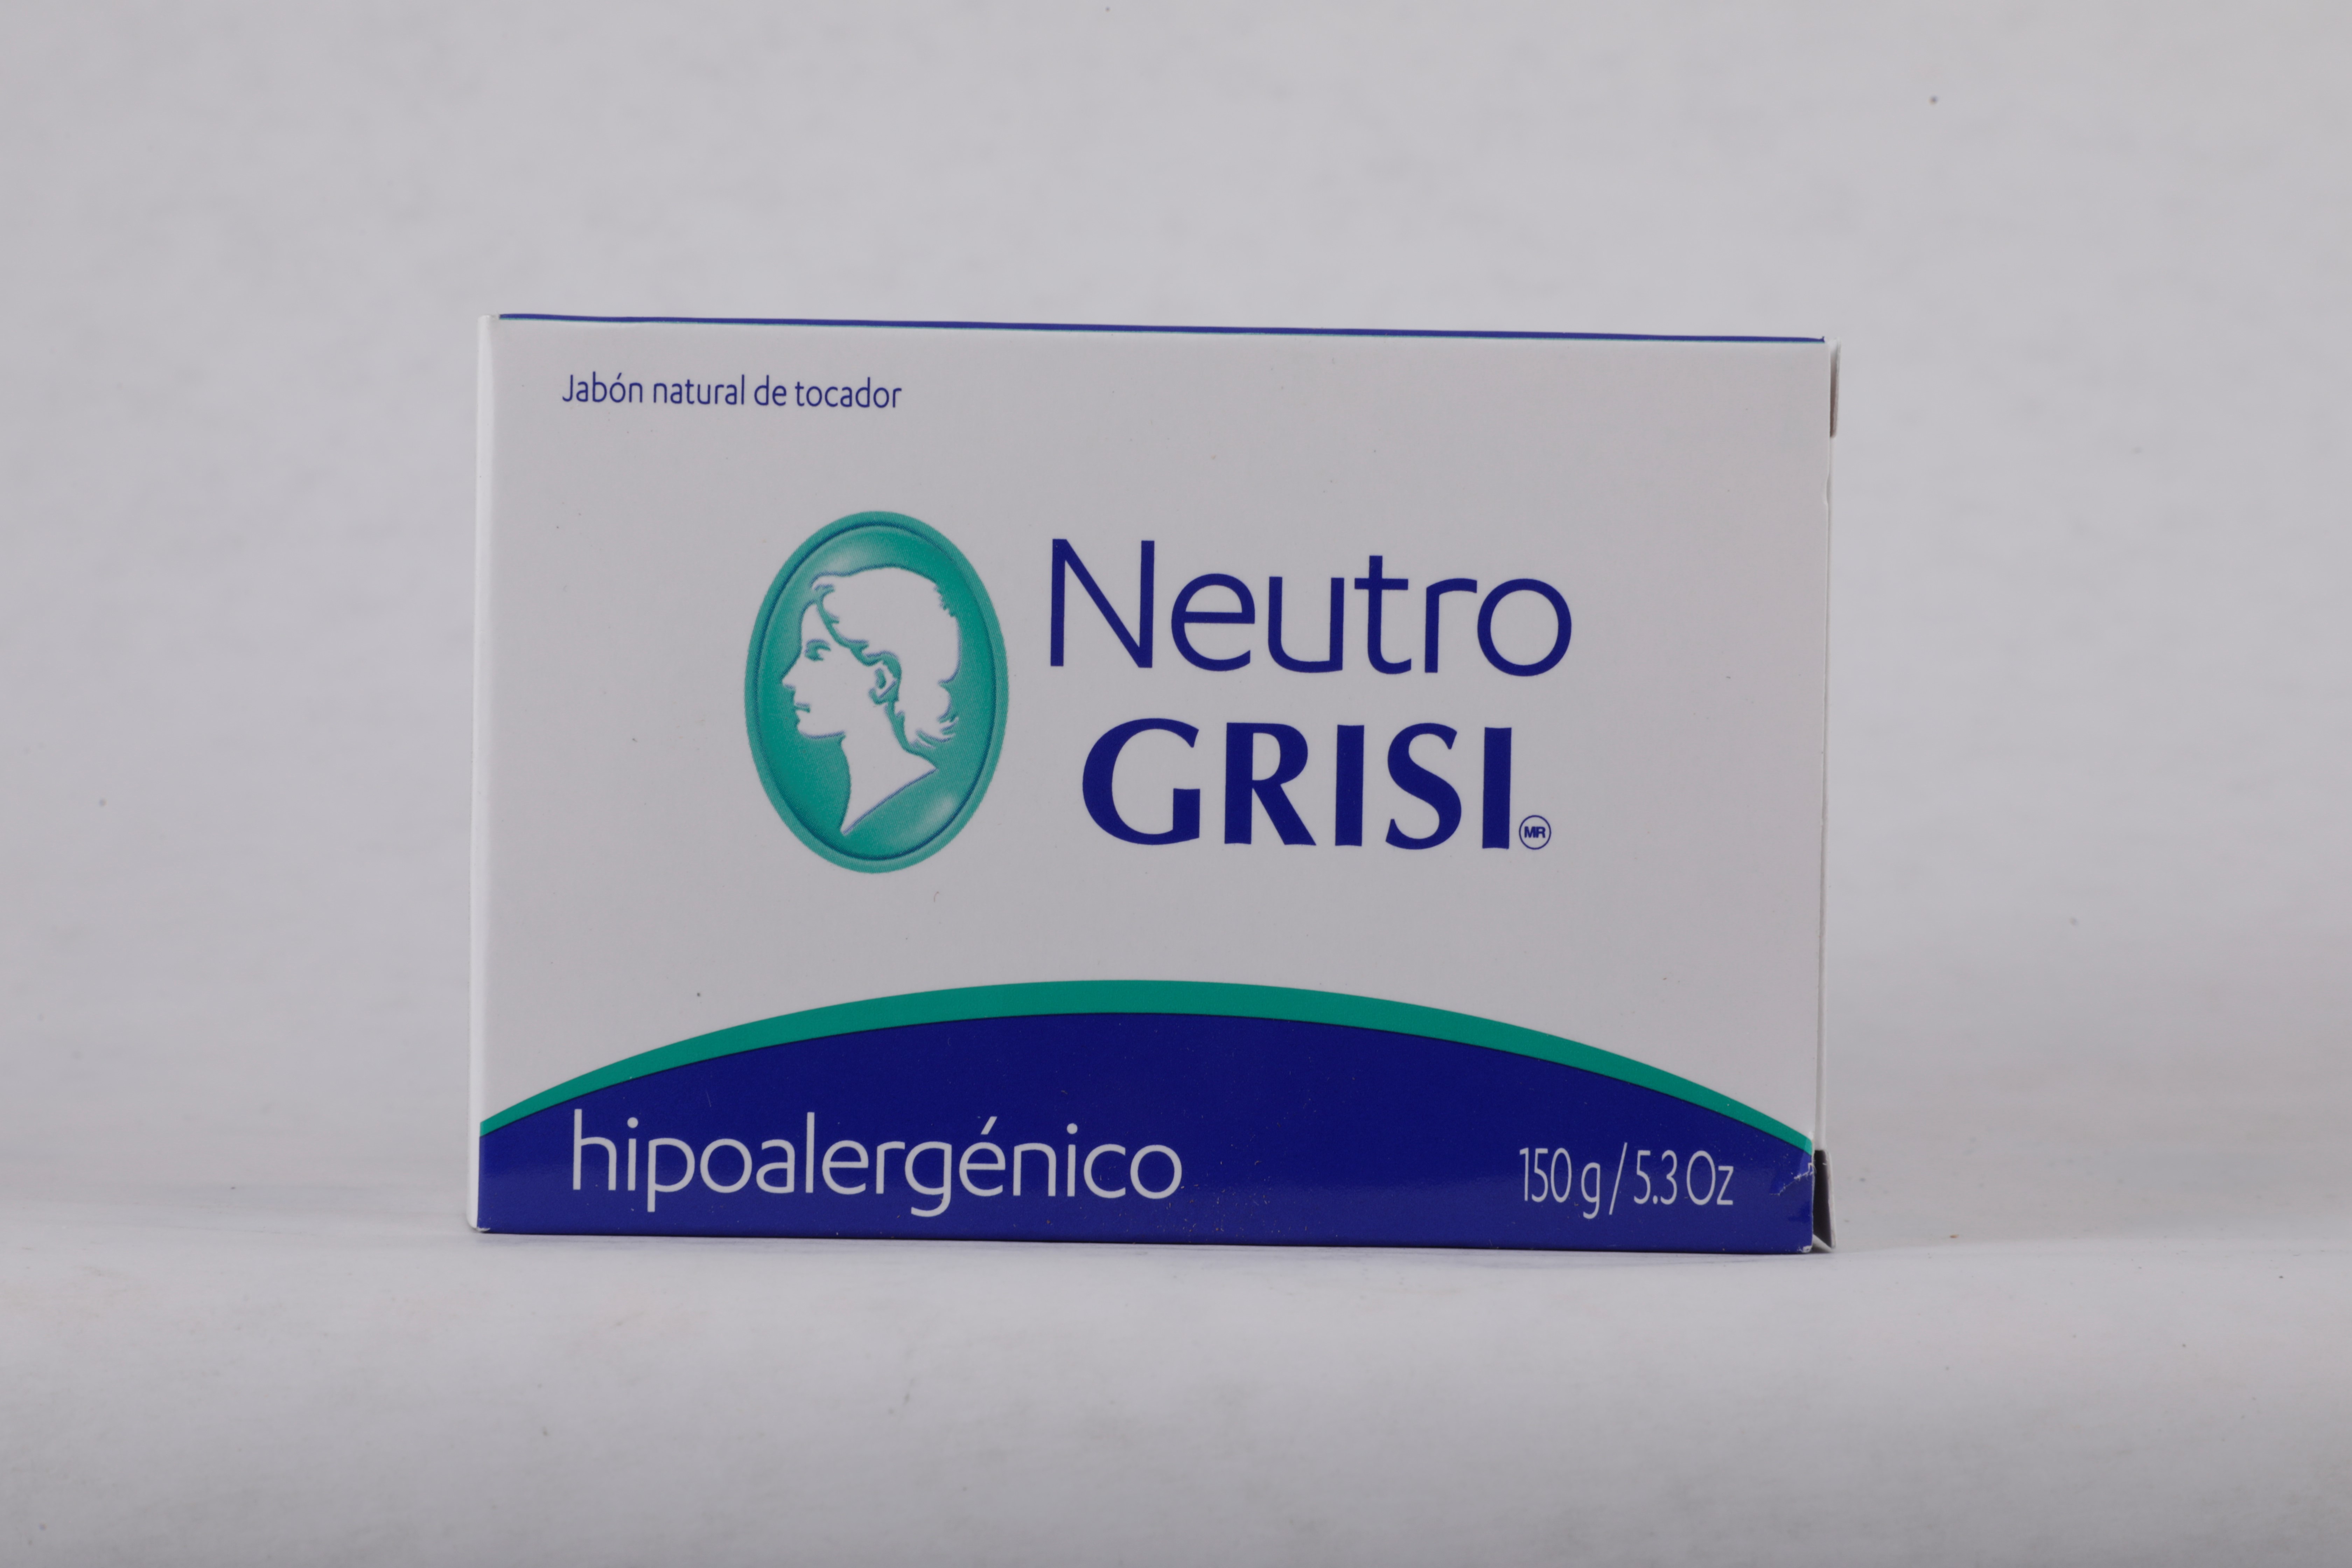 Jabón natural de tocador
Neutro
GRISI MR
hipoalergénico
150 g / 5.3 Oz